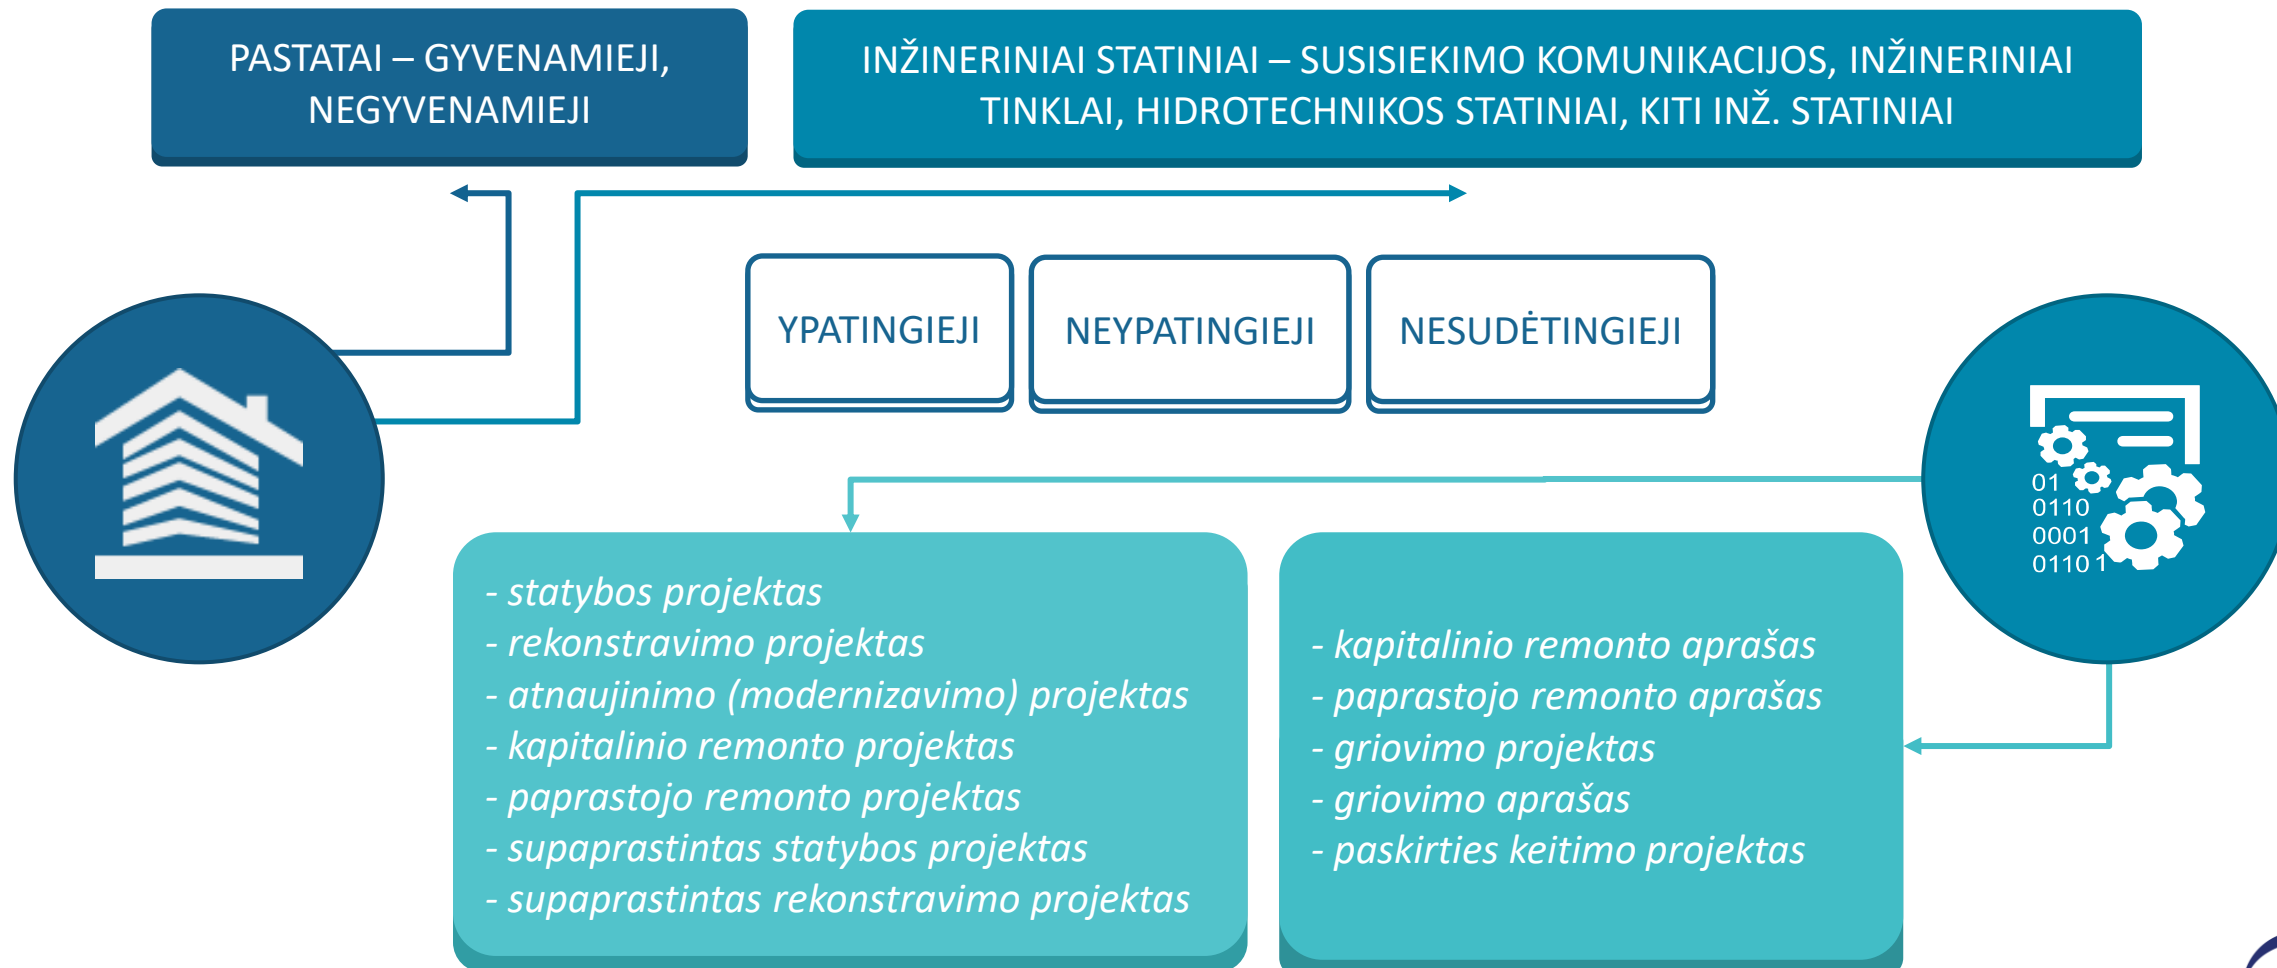 PASTATAI – GYVENAMIEJI,
NEGYVENAMIEJI
INŽINERINIAI STATINIAI – SUSISIEKIMO KOMUNIKACIJOS, INŽINERINIAI
TINKLAI, HIDROTECHNIKOS STATINIAI, KITI INŽ. STATINIAI
YPATINGIEJI
NEYPATINGIEJI
NESUDĖTINGIEJI
- statybos projektas
- rekonstravimo projektas
- atnaujinimo (modernizavimo) projektas
- kapitalinio remonto projektas
- paprastojo remonto projektas
- supaprastintas statybos projektas
- supaprastintas rekonstravimo projektas
- kapitalinio remonto aprašas
- paprastojo remonto aprašas
- griovimo projektas
- griovimo aprašas
- paskirties keitimo projektas
01
0110
0001
0110 1